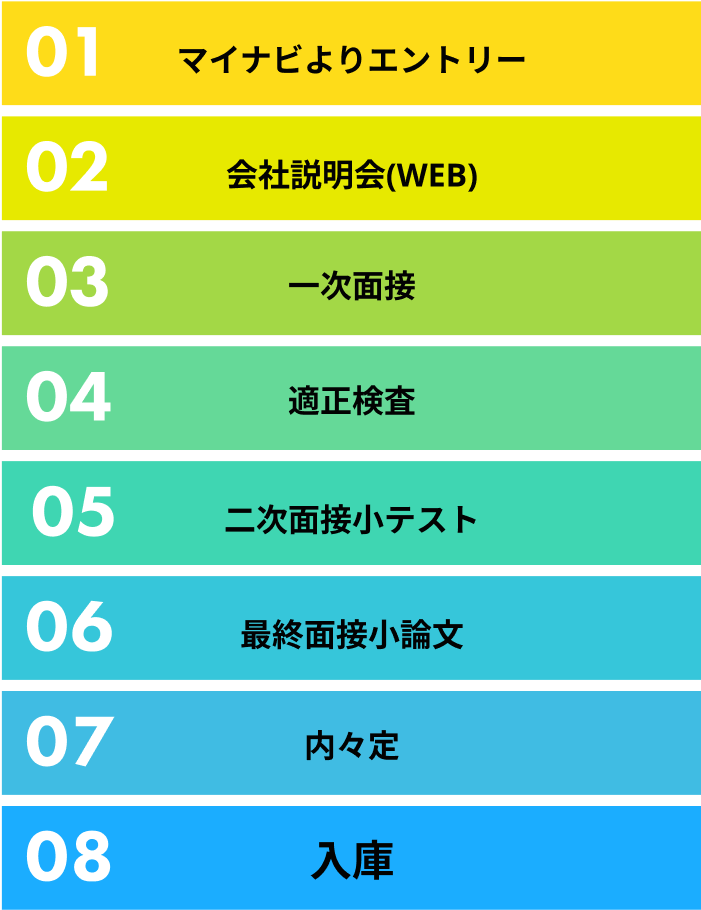 01 マイナビよりエントリー
02 会社説明会(WEB)
03 一次面接
04 適正検査
05 二次面接小テスト
06 最終面接小論文
07 内々定
08 入庫